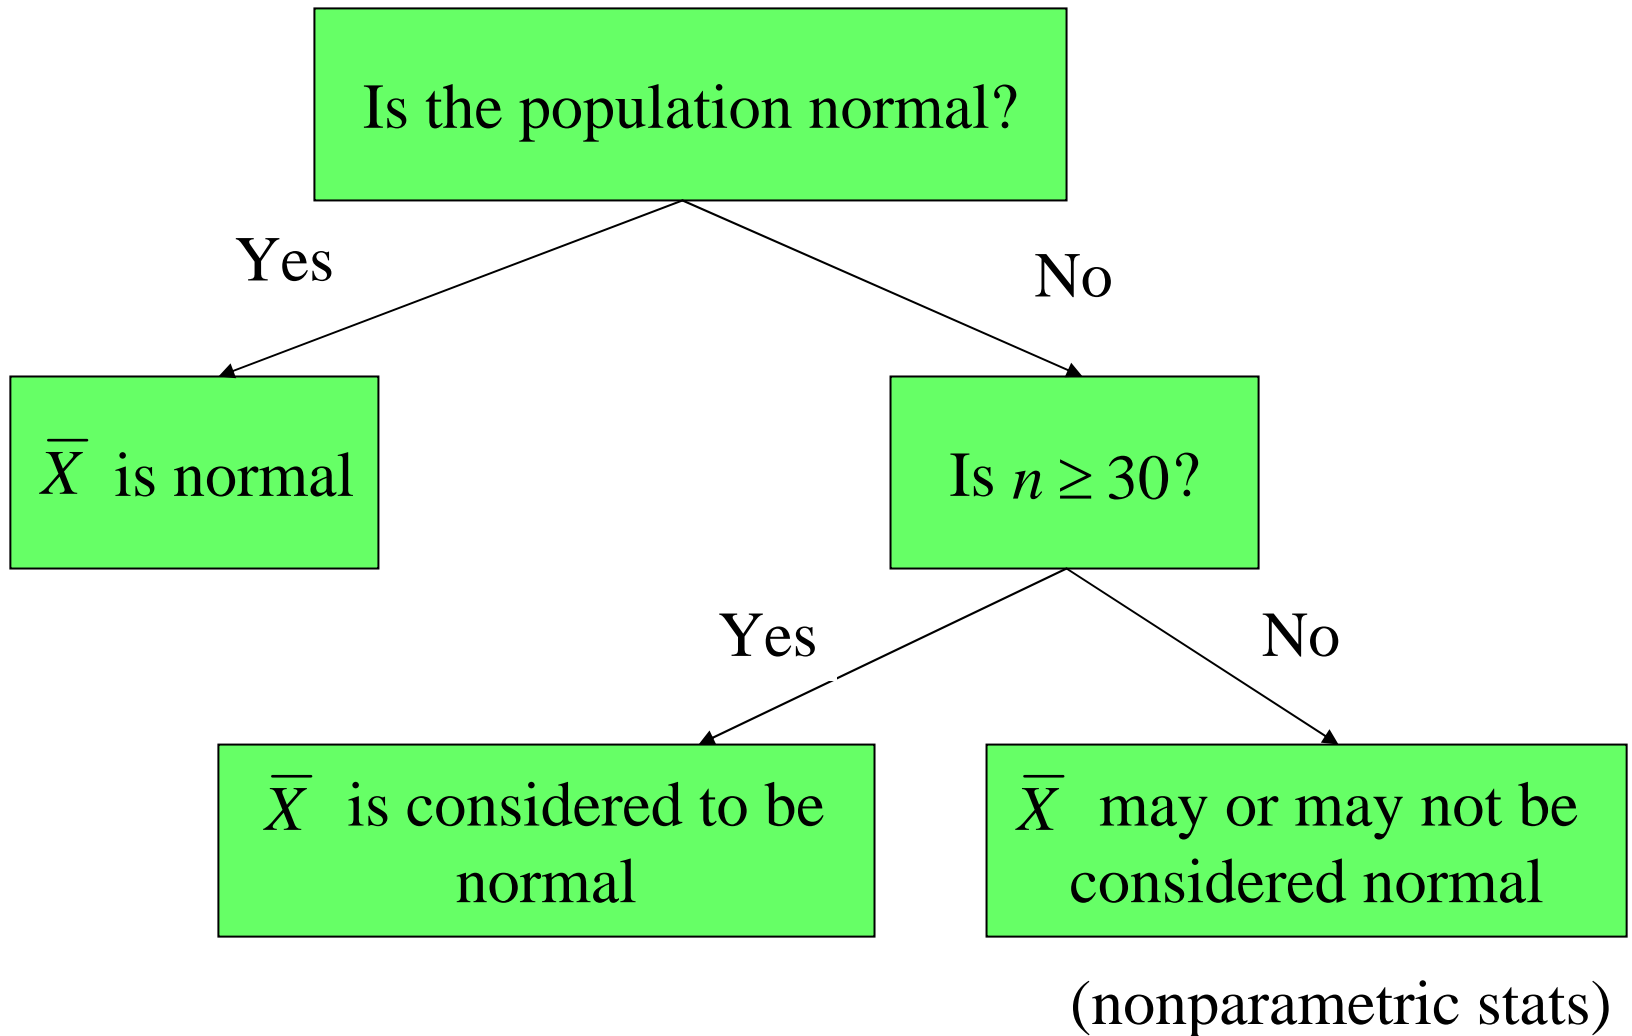 Is the population normal?
Yes
No
X̅ is normal
Is n ≥ 30?
Yes
No
X̅ is considered to be
normal
X̅ may or may not be
considered normal
(nonparametric stats)